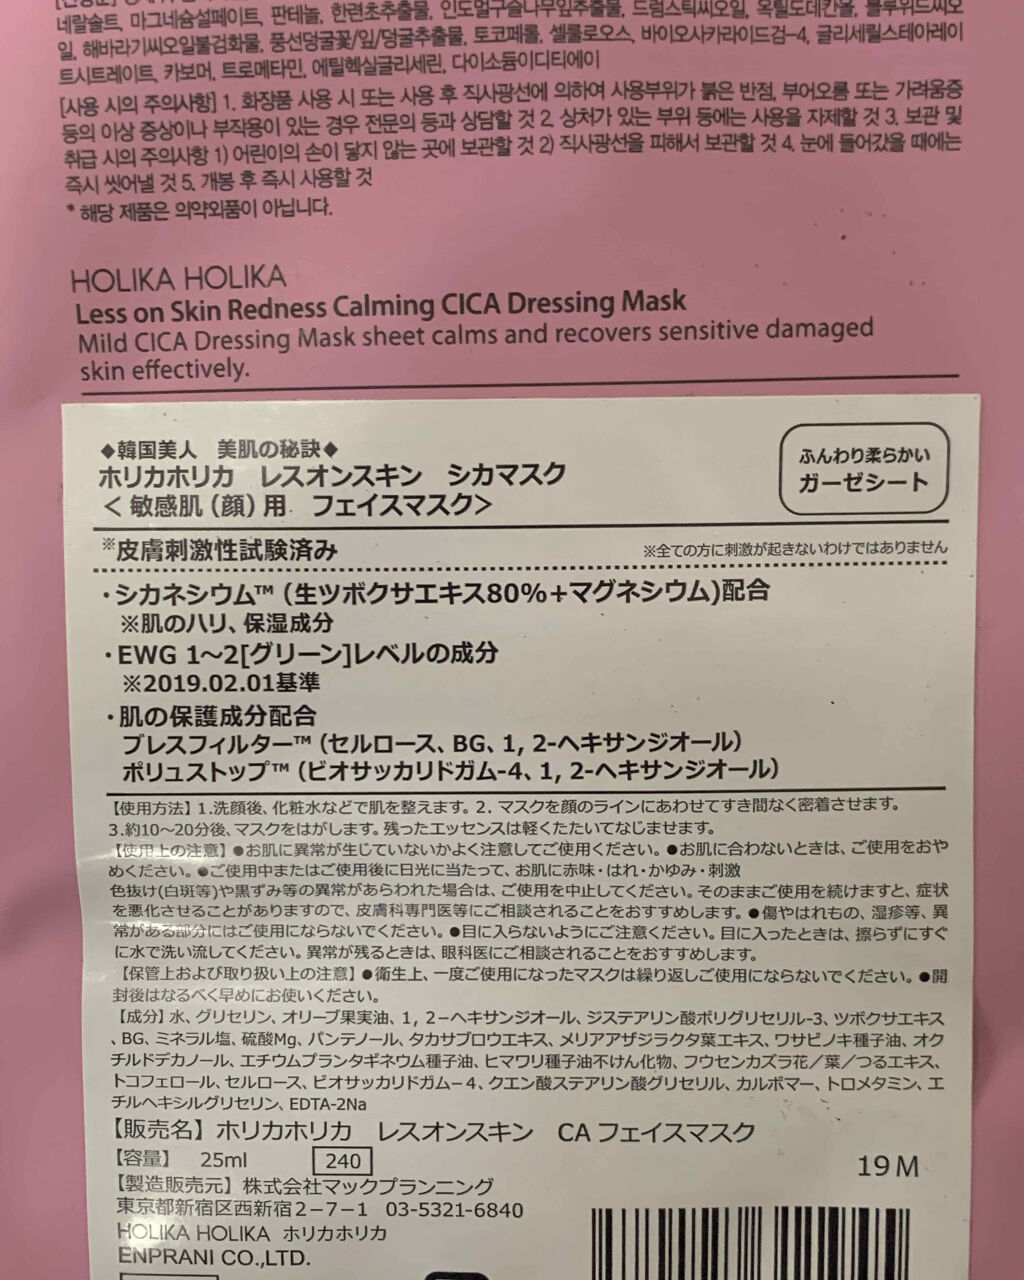 네랄솔트, 마그네슘설페이트, 판테놀, 한련초추출물, 인도멀구슬나무잎추출물, 드럼스틱씨오일, 옥틸도데칸올, 블루위드씨오
일, 해바라기씨오일불검화물, 풍선덩굴꽃/잎/덩굴추출물, 토코페롤, 셀룰로오스, 바이오사카라이드검-4, 글리세릴스테아레이
트시트레이트, 카보머, 트로메타민, 에틸헥실글리세린, 다이소듐이디티에이
[사용 시의 주의사항] 1. 화장품 사용 시 또는 사용 후 직사광선에 의하여 사용부위가 붉은 반점, 부어오름 또는 가려움증
등의 이상 증상이나 부작용이 있는 경우 전문의 등과 상담할 것 2. 상처가 있는 부위 등에는 사용을 자제할 것 3. 보관 및
취급 시의 주의사항 1) 어린이의 손이 닿지 않는 곳에 보관할 것 2) 직사광선을 피해서 보관할 것 4. 눈에 들어갔을 때에는
즉시 씻어낼 것 5. 개봉 후 즉시 사용할 것
* 해당 제품은 의약외품이 아닙니다.
HOLIKA HOLIKA
Less on Skin Redness Calming CICA Dressing Mask
Mild CICA Dressing Mask sheet calms and recovers sensitive damaged
skin effectively.
◆韓国美人 美肌の秘訣◆
ホリカホリカ レスオンスキン シカマスク
＜敏感肌（顔）用 フェイスマスク＞
ふんわり柔らかい
ガーゼシート
※皮膚刺激性試験済み
※全ての方に刺激が起きないわけではありません
・シカネシウム™（生ツボクサエキス80%+マグネシウム)配合
※肌のハリ、保湿成分
・EWG 1〜2[グリーン]レベルの成分
※2019.02.01基準
・肌の保護成分配合
ブレスフィルター™（セルロース、BG、1, 2-ヘキサンジオール）
ポリュストップ™（ビオサッカリドガム-4、1, 2-ヘキサンジオール）
【使用方法】1.洗顔後、化粧水などで肌を整えます。2. マスクを顔のラインにあわせてすき間なく密着させます。
3.約10〜20分後、マスクをはがします。残ったエッセンスは軽くたたいてなじませます。
【使用上の注意】●お肌に異常が生じていないかよく注意してご使用ください。●お肌に合わないときは、ご使用をおや
めください。●ご使用中またはご使用後に日光に当たって、お肌に赤味・はれ・かゆみ・刺激
色抜け(白斑等)や黒ずみ等の異常があらわれた場合は、ご使用を中止してください。そのままご使用を続けますと、症状
を悪化させることがありますので、皮膚科専門医等にご相談されることをおすすめします。●傷やはれもの、湿疹等、異
常がある部分にはご使用にならないでください。●目に入らないようにご注意ください。目に入ったときは、擦らずにすぐ
に水で洗い流してください。異常が残るときは、眼科医にご相談されることをおすすめします。
【保管上および取り扱い上の注意】●衛生上、一度ご使用になったマスクは繰り返しご使用にならないでください。●開
封後はなるべく早めにお使いください。
【成分】水、グリセリン、オリーブ果実油、1, 2−ヘキサンジオール、ジステアリン酸ポリグリセリル-3、ツボクサエキス
、BG、ミネラル塩、硫酸Mg、パンテノール、タカサブロウエキス、メリアアザジラクタ葉エキス、ワサビノキ種子油、オク
チルドデカノール、エチウムプランタギネウム種子油、ヒマワリ種子油不けん化物、フウセンカズラ花／葉／つるエキス、
トコフェロール、セルロース、ビオサッカリドガム−4、クエン酸ステアリン酸グリセリル、カルボマー、トロメタミン、エ
チルヘキシルグリセリン、EDTA-2Na
【販売名】ホリカホリカ レスオンスキン CA フェイスマスク
【容量】 25ml 240
19 M
【製造販売元】株式会社マックプランニング
東京都新宿区西新宿2−7−1 03-5321-6840
HOLIKA HOLIKA ホリカホリカ
ENPRANI CO.,LTD.